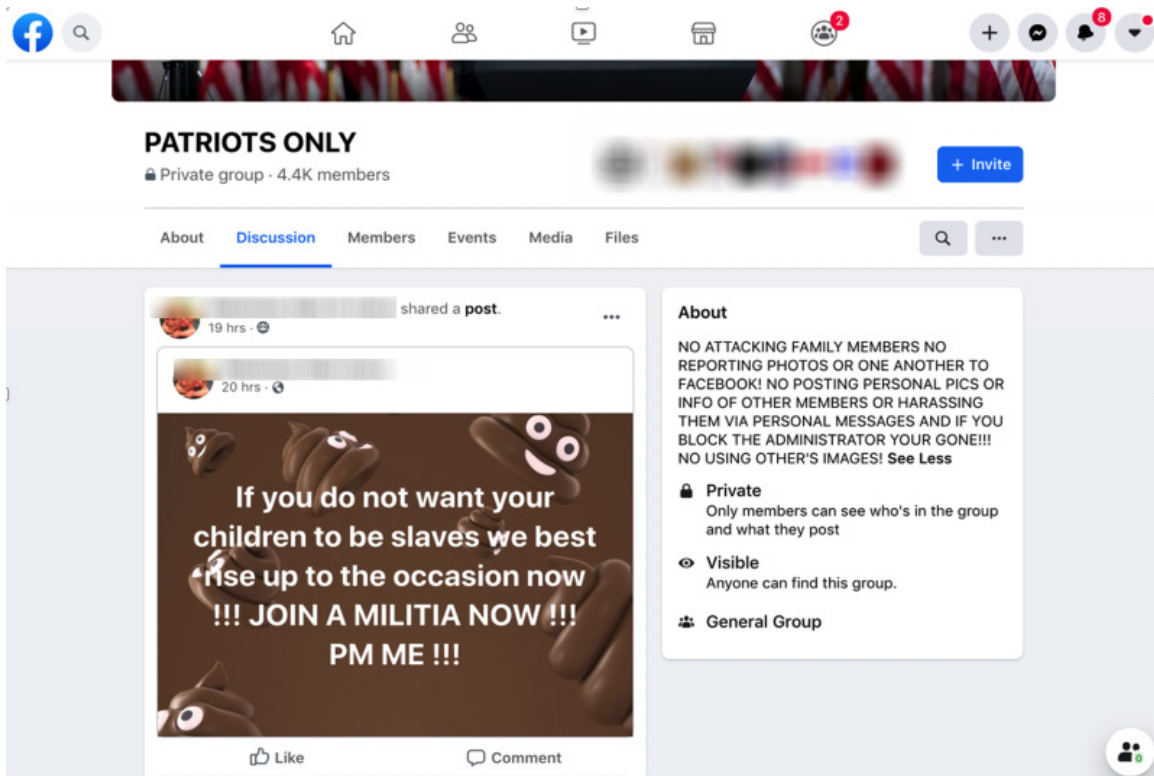 8
2
PATRIOTS ONLY
Private group · 4.4K members
+ Invite
About Discussion Members Events Media Files
shared a post.
19 hrs ·
20 hrs ·
If you do not want your
children to be slaves we best
rise up to the occasion now
!!! JOIN A MILITIA NOW !!!
PM ME !!!
Like Comment
About
NO ATTACKING FAMILY MEMBERS NO
REPORTING PHOTOS OR ONE ANOTHER TO
FACEBOOK! NO POSTING PERSONAL PICS OR
INFO OF OTHER MEMBERS OR HARASSING
THEM VIA PERSONAL MESSAGES AND IF YOU
BLOCK THE ADMINISTRATOR YOUR GONE!!!
NO USING OTHER'S IMAGES! See Less
Private
Only members can see who's in the group
and what they post
Visible
Anyone can find this group.
General Group
0